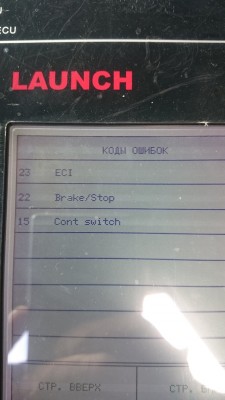 ECU
LAUNCH
КОДЫ ОШИБОК
23 ECI
22 Brake/Stop
15 Cont switch
СТР. ВВЕРХ